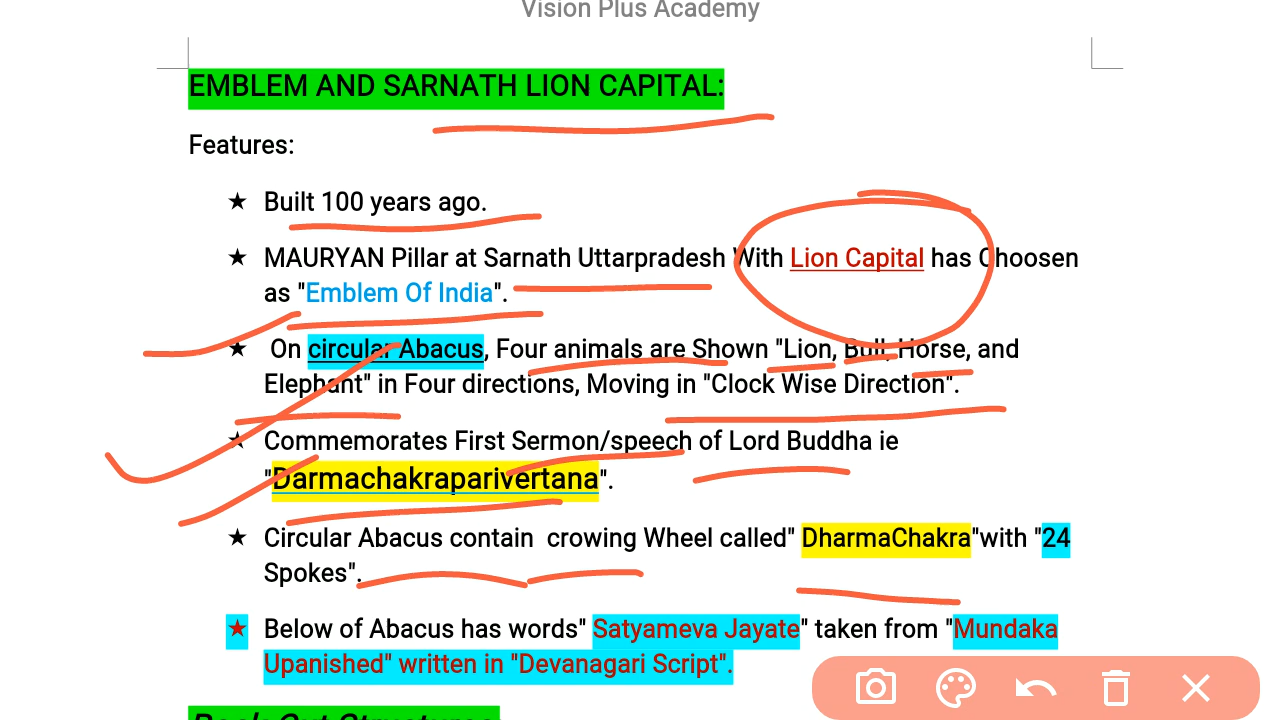 Vision Plus Academy
EMBLEM AND SARNATH LION CAPITAL:
Features:
★ Built 100 years ago.
★ MAURYAN Pillar at Sarnath Uttarpradesh With Lion Capital has Choosen
as "Emblem Of India".
★ On circular Abacus, Four animals are Shown "Lion, Bull, Horse, and
Elephant" in Four directions, Moving in "Clock Wise Direction".
★ Commemorates First Sermon/speech of Lord Buddha ie
"Darmachakraparivertana".
★ Circular Abacus contain crowing Wheel called" DharmaChakra"with "24
Spokes".
★ Below of Abacus has words" Satyameva Jayate" taken from "Mundaka
Upanished" written in "Devanagari Script".
Rock Cut Structures